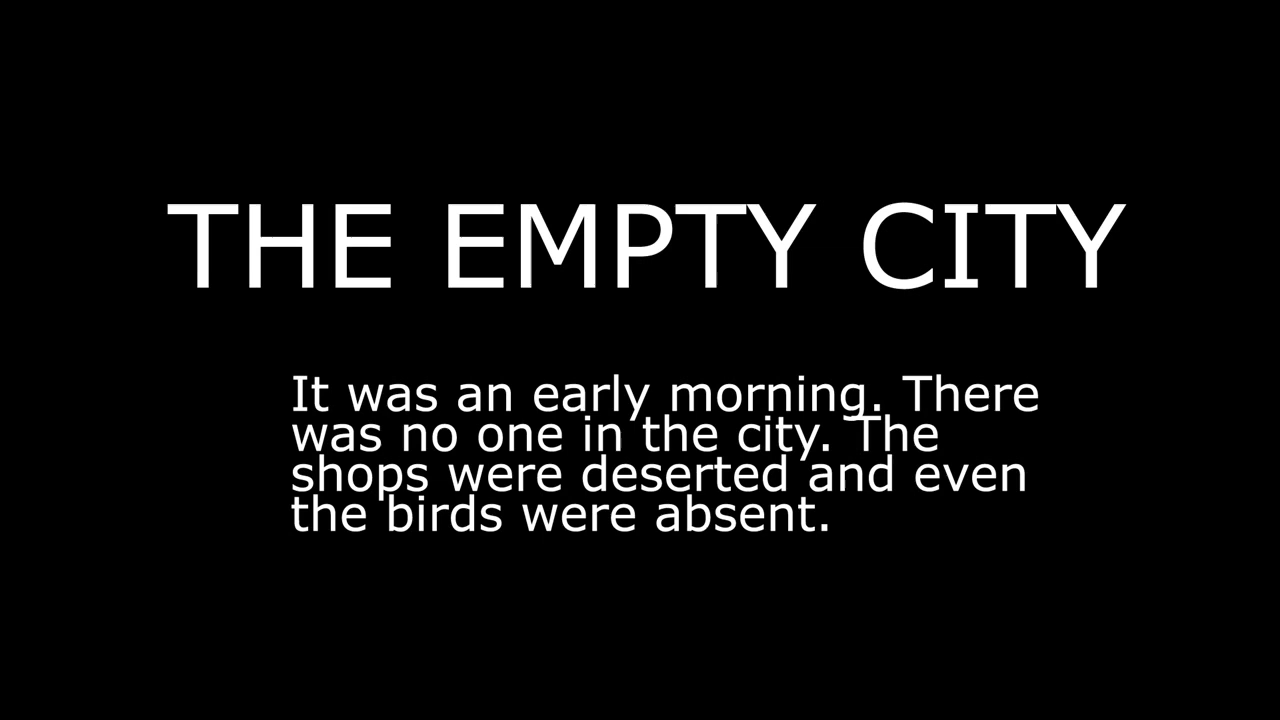 THE EMPTY CITY
It was an early morning. There
was no one in the city. The
shops were deserted and even
the birds were absent.